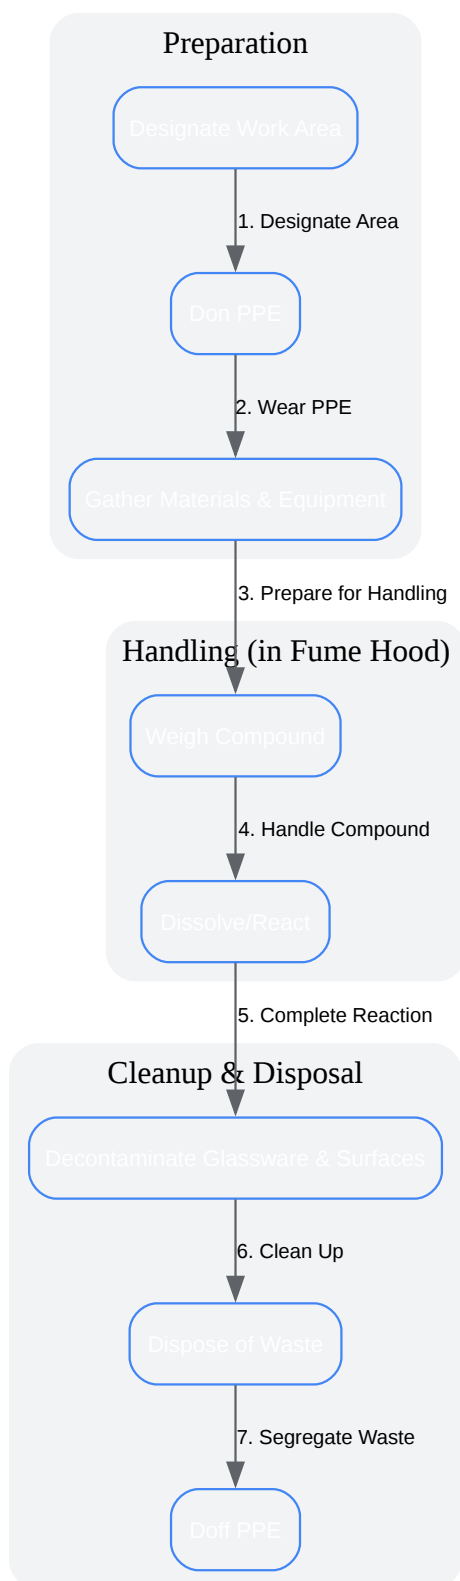 Preparation
Designate Work Area
1. Designate Area
Don PPE
2. Wear PPE
Gather Materials & Equipment
3. Prepare for Handling
Handling (in Fume Hood)
Weigh Compound
4. Handle Compound
Dissolve/React
5. Complete Reaction
Cleanup & Disposal
Decontaminate Glassware & Surfaces
6. Clean Up
Dispose of Waste
7. Segregate Waste
Doff PPE